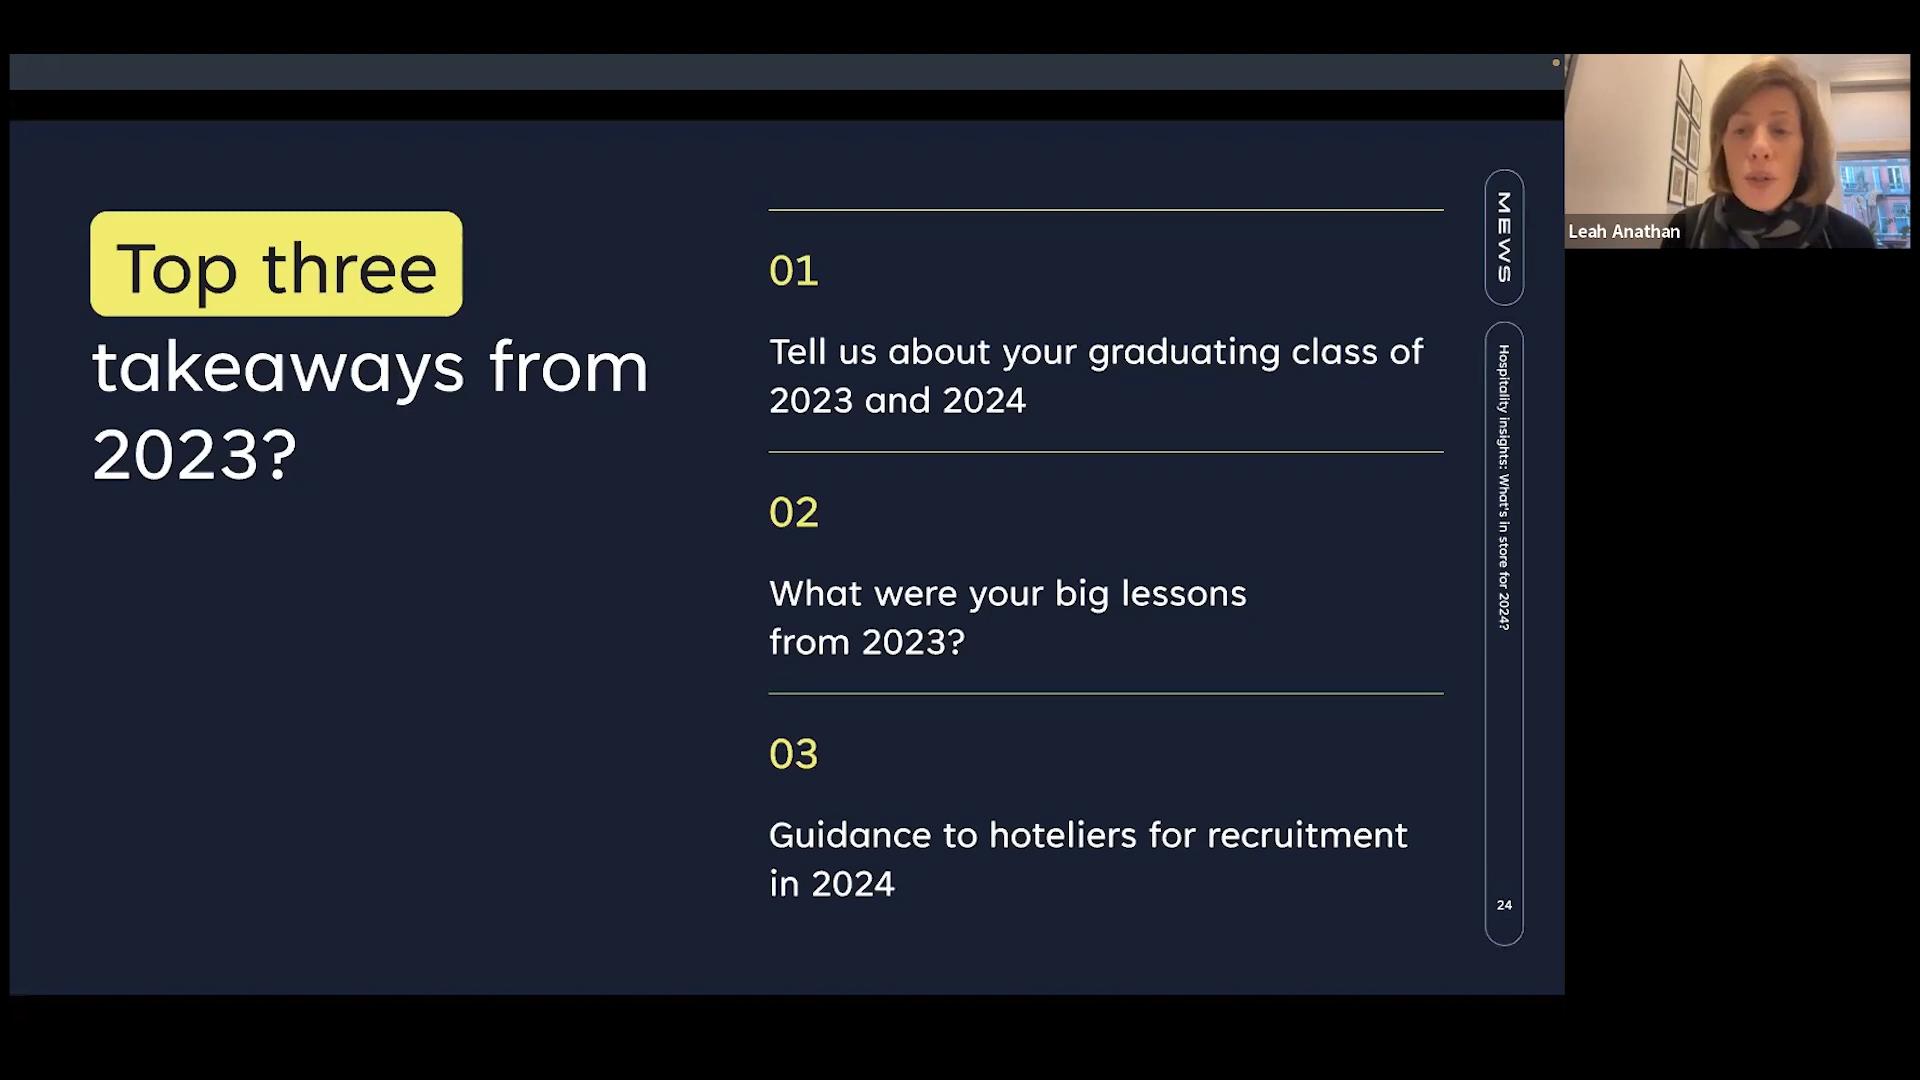 Top three
takeaways from
2023?
01
Tell us about your graduating class of
2023 and 2024
02
What were your big lessons
from 2023?
03
Guidance to hoteliers for recruitment
in 2024
MEWS
Hospitality insights: What's in store for 2024?
24
Leah Anathan